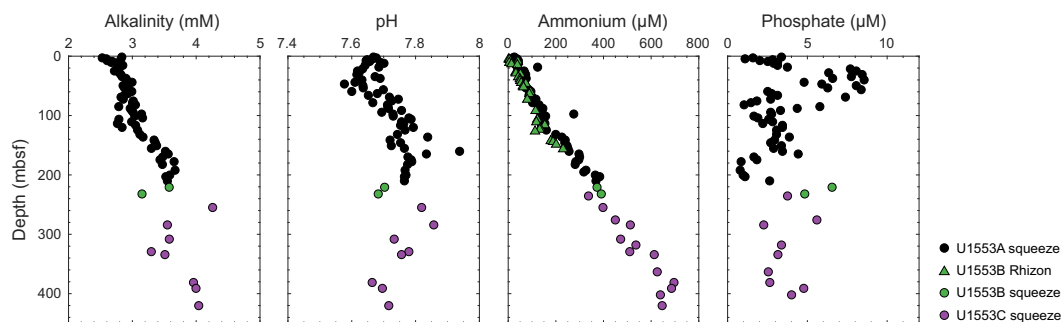 Alkalinity (mM) pH Ammonium (µM) Phosphate (µM)
2 3 4 5 7.4 7.6 7.8 8 0 200 400 600 800 0 5 10
0
100
200
300
400
Depth (mbsf)
U1553A squeeze
U1553B Rhizon
U1553B squeeze
U1553C squeeze